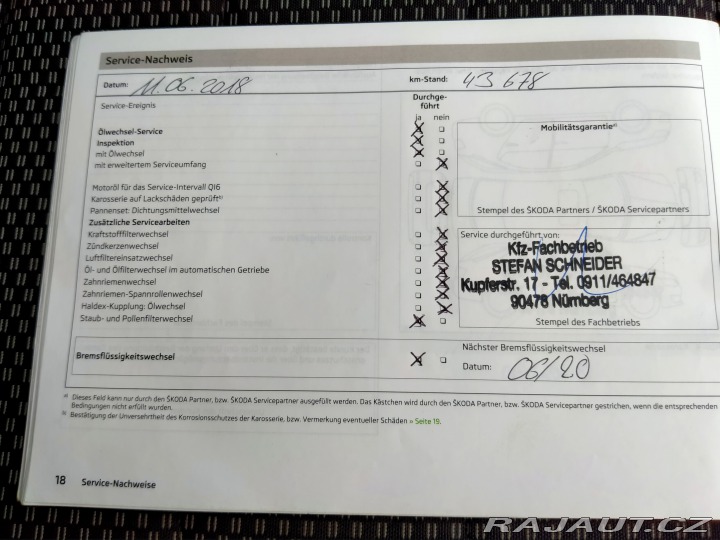 Service-Nachweis
Datum: 11.06.2018
km-Stand: 43 678
Service-Ereignis
Durchge-
führt
ja nein
Ölwechsel-Service
Inspektion
mit Ölwechsel
mit erweitertem Serviceumfang
Motoröl für das Service-Intervall QI6
Karosserie auf Lackschäden geprüft b)
Pannenset: Dichtungsmittelwechsel
Zusätzliche Servicearbeiten
Kraftstofffilterwechsel
Zündkerzenwechsel
Luftfiltereinsatzwechsel
Öl- und Ölfilterwechsel im automatischen Getriebe
Zahnriemenwechsel
Zahnriemen-Spannrollenwechsel
Haldex-Kupplung: Ölwechsel
Staub- und Pollenfilterwechsel
Mobilitätsgarantie a)
Stempel des ŠKODA Partners / ŠKODA Servicepartners
Service durchgeführt von:
Kfz-Fachbetrieb
STEFAN SCHNEIDER
Kupferstr. 17 - Tel. 0911/464847
90478 Nürnberg
Stempel des Fachbetriebs
Bremsflüssigkeitswechsel
Nächster Bremsflüssigkeitswechsel
Datum: 06/20
a) Dieses Feld kann nur durch den ŠKODA Partner, bzw. ŠKODA Servicepartner ausgefüllt werden. Das Kästchen wird durch den ŠKODA Partner, bzw. ŠKODA Servicepartner gestrichen, wenn die entsprechenden
Bedingungen nicht erfüllt wurden.
b) Bestätigung der Unversehrtheit des Korrosionsschutzes der Karosserie, bzw. Vermerkung eventueller Schäden » Seite 19.
18 Service-Nachweise
RAJAUT.CZ